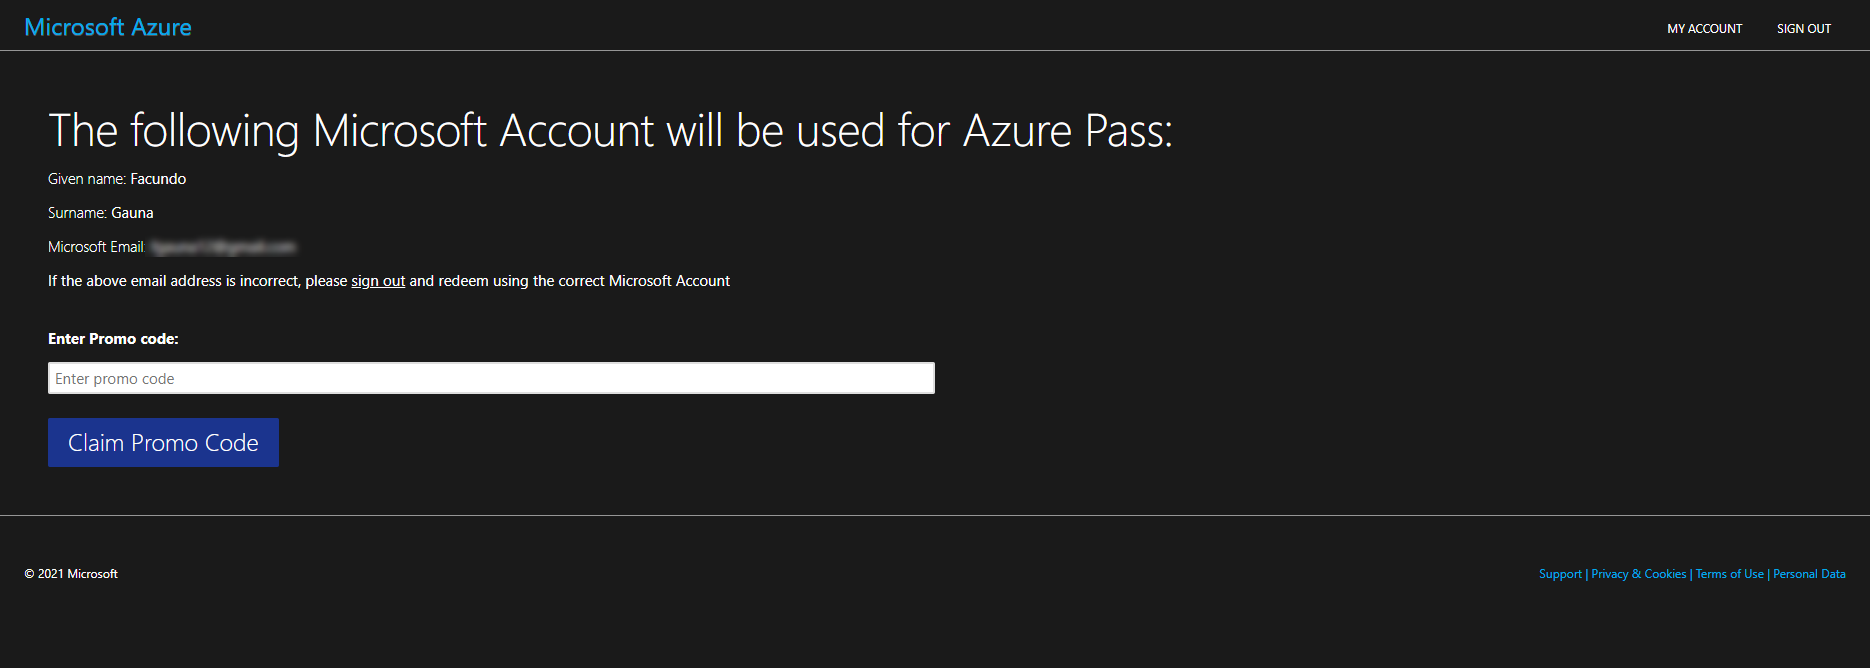 Microsoft Azure
MY ACCOUNT SIGN OUT
The following Microsoft Account will be used for Azure Pass:
Given name: Facundo
Surname: Gauna
Microsoft Email:
If the above email address is incorrect, please sign out and redeem using the correct Microsoft Account
Enter Promo code:
Enter promo code
Claim Promo Code
© 2021 Microsoft
Support | Privacy & Cookies | Terms of Use | Personal Data